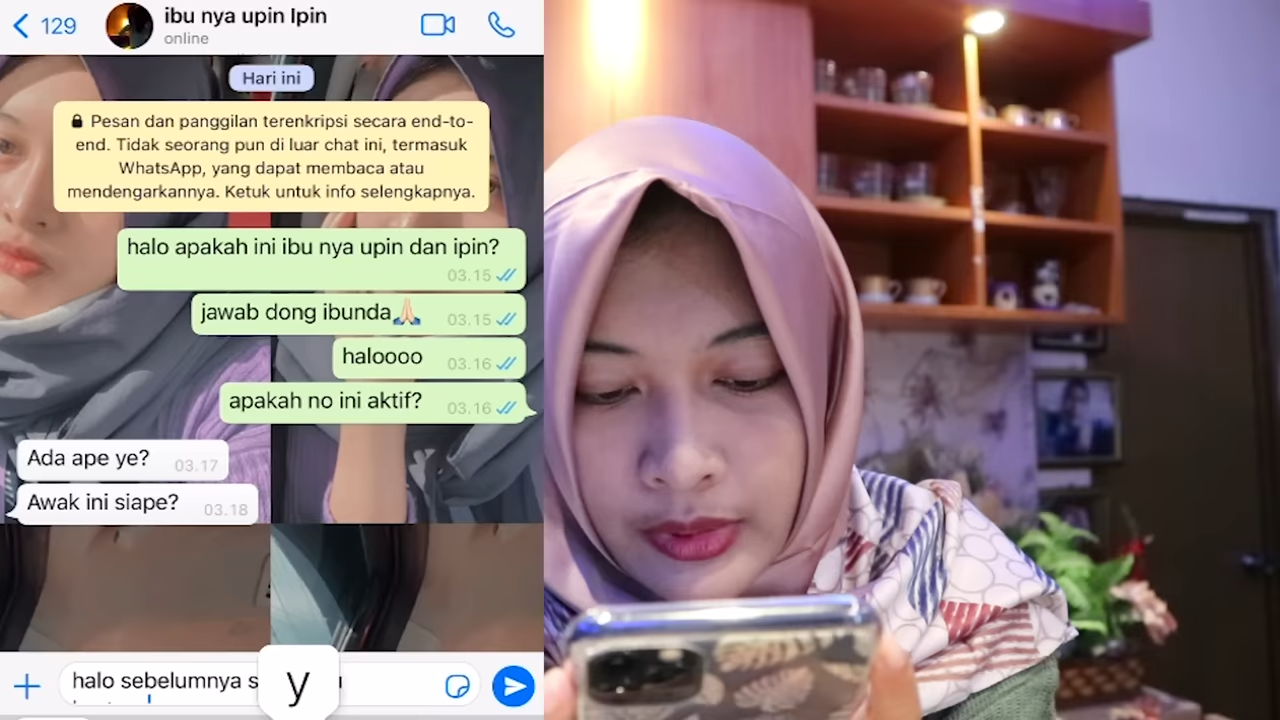 129
ibu nya upin Ipin
online
Hari ini
Pesan dan panggilan terenkripsi secara end-to-
end. Tidak seorang pun di luar chat ini, termasuk
WhatsApp, yang dapat membaca atau
mendengarkannya. Ketuk untuk info selengkapnya.
halo apakah ini ibu nya upin dan ipin?
03.15
jawab dong ibunda🙏🏻
03.15
haloooo
03.16
apakah no ini aktif?
03.16
Ada ape ye?
03.17
Awak ini siape?
03.18
halo sebelumnya
y